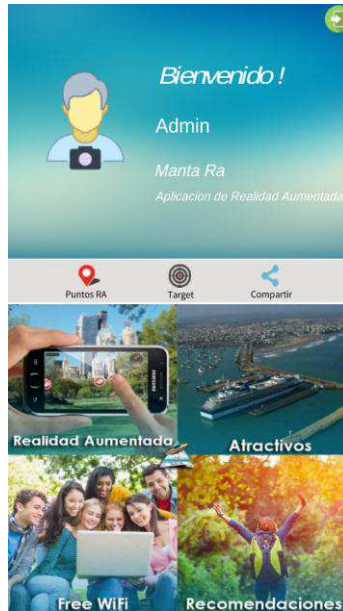 Bienvenido !
Admin
Manta Ra
Aplicacion de Realidad Aumentada
Puntos RA
Target
Compartir
Realidad Aumentada
Atractivos
Free WiFi
Recomendaciones